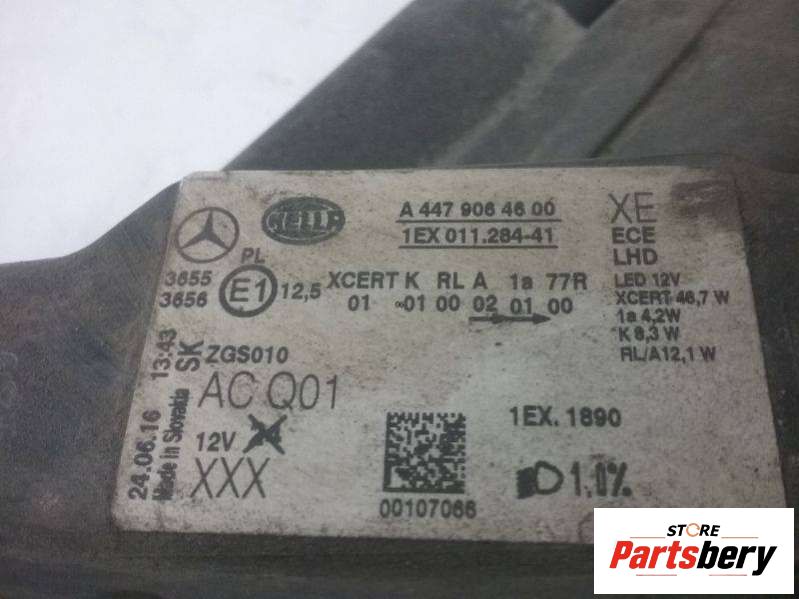 HELLA
A 447 906 46 00
1EX 011.284-41
XE
ECE
LHD
LED 12V
XCERT 46,7 W
1a 4,2W
K 8,3W
RL/A12,1 W
PL
3655
3656
E1
12,5
XCERT K RL A 1a 77R
01 -01 00 02 01 00
24.06.16 13:43
Made in Slovakia
SK
ZGS010
AC Q01
12V
XXX
00107066
1EX. 1890
1,0%
STORE
Partsbery